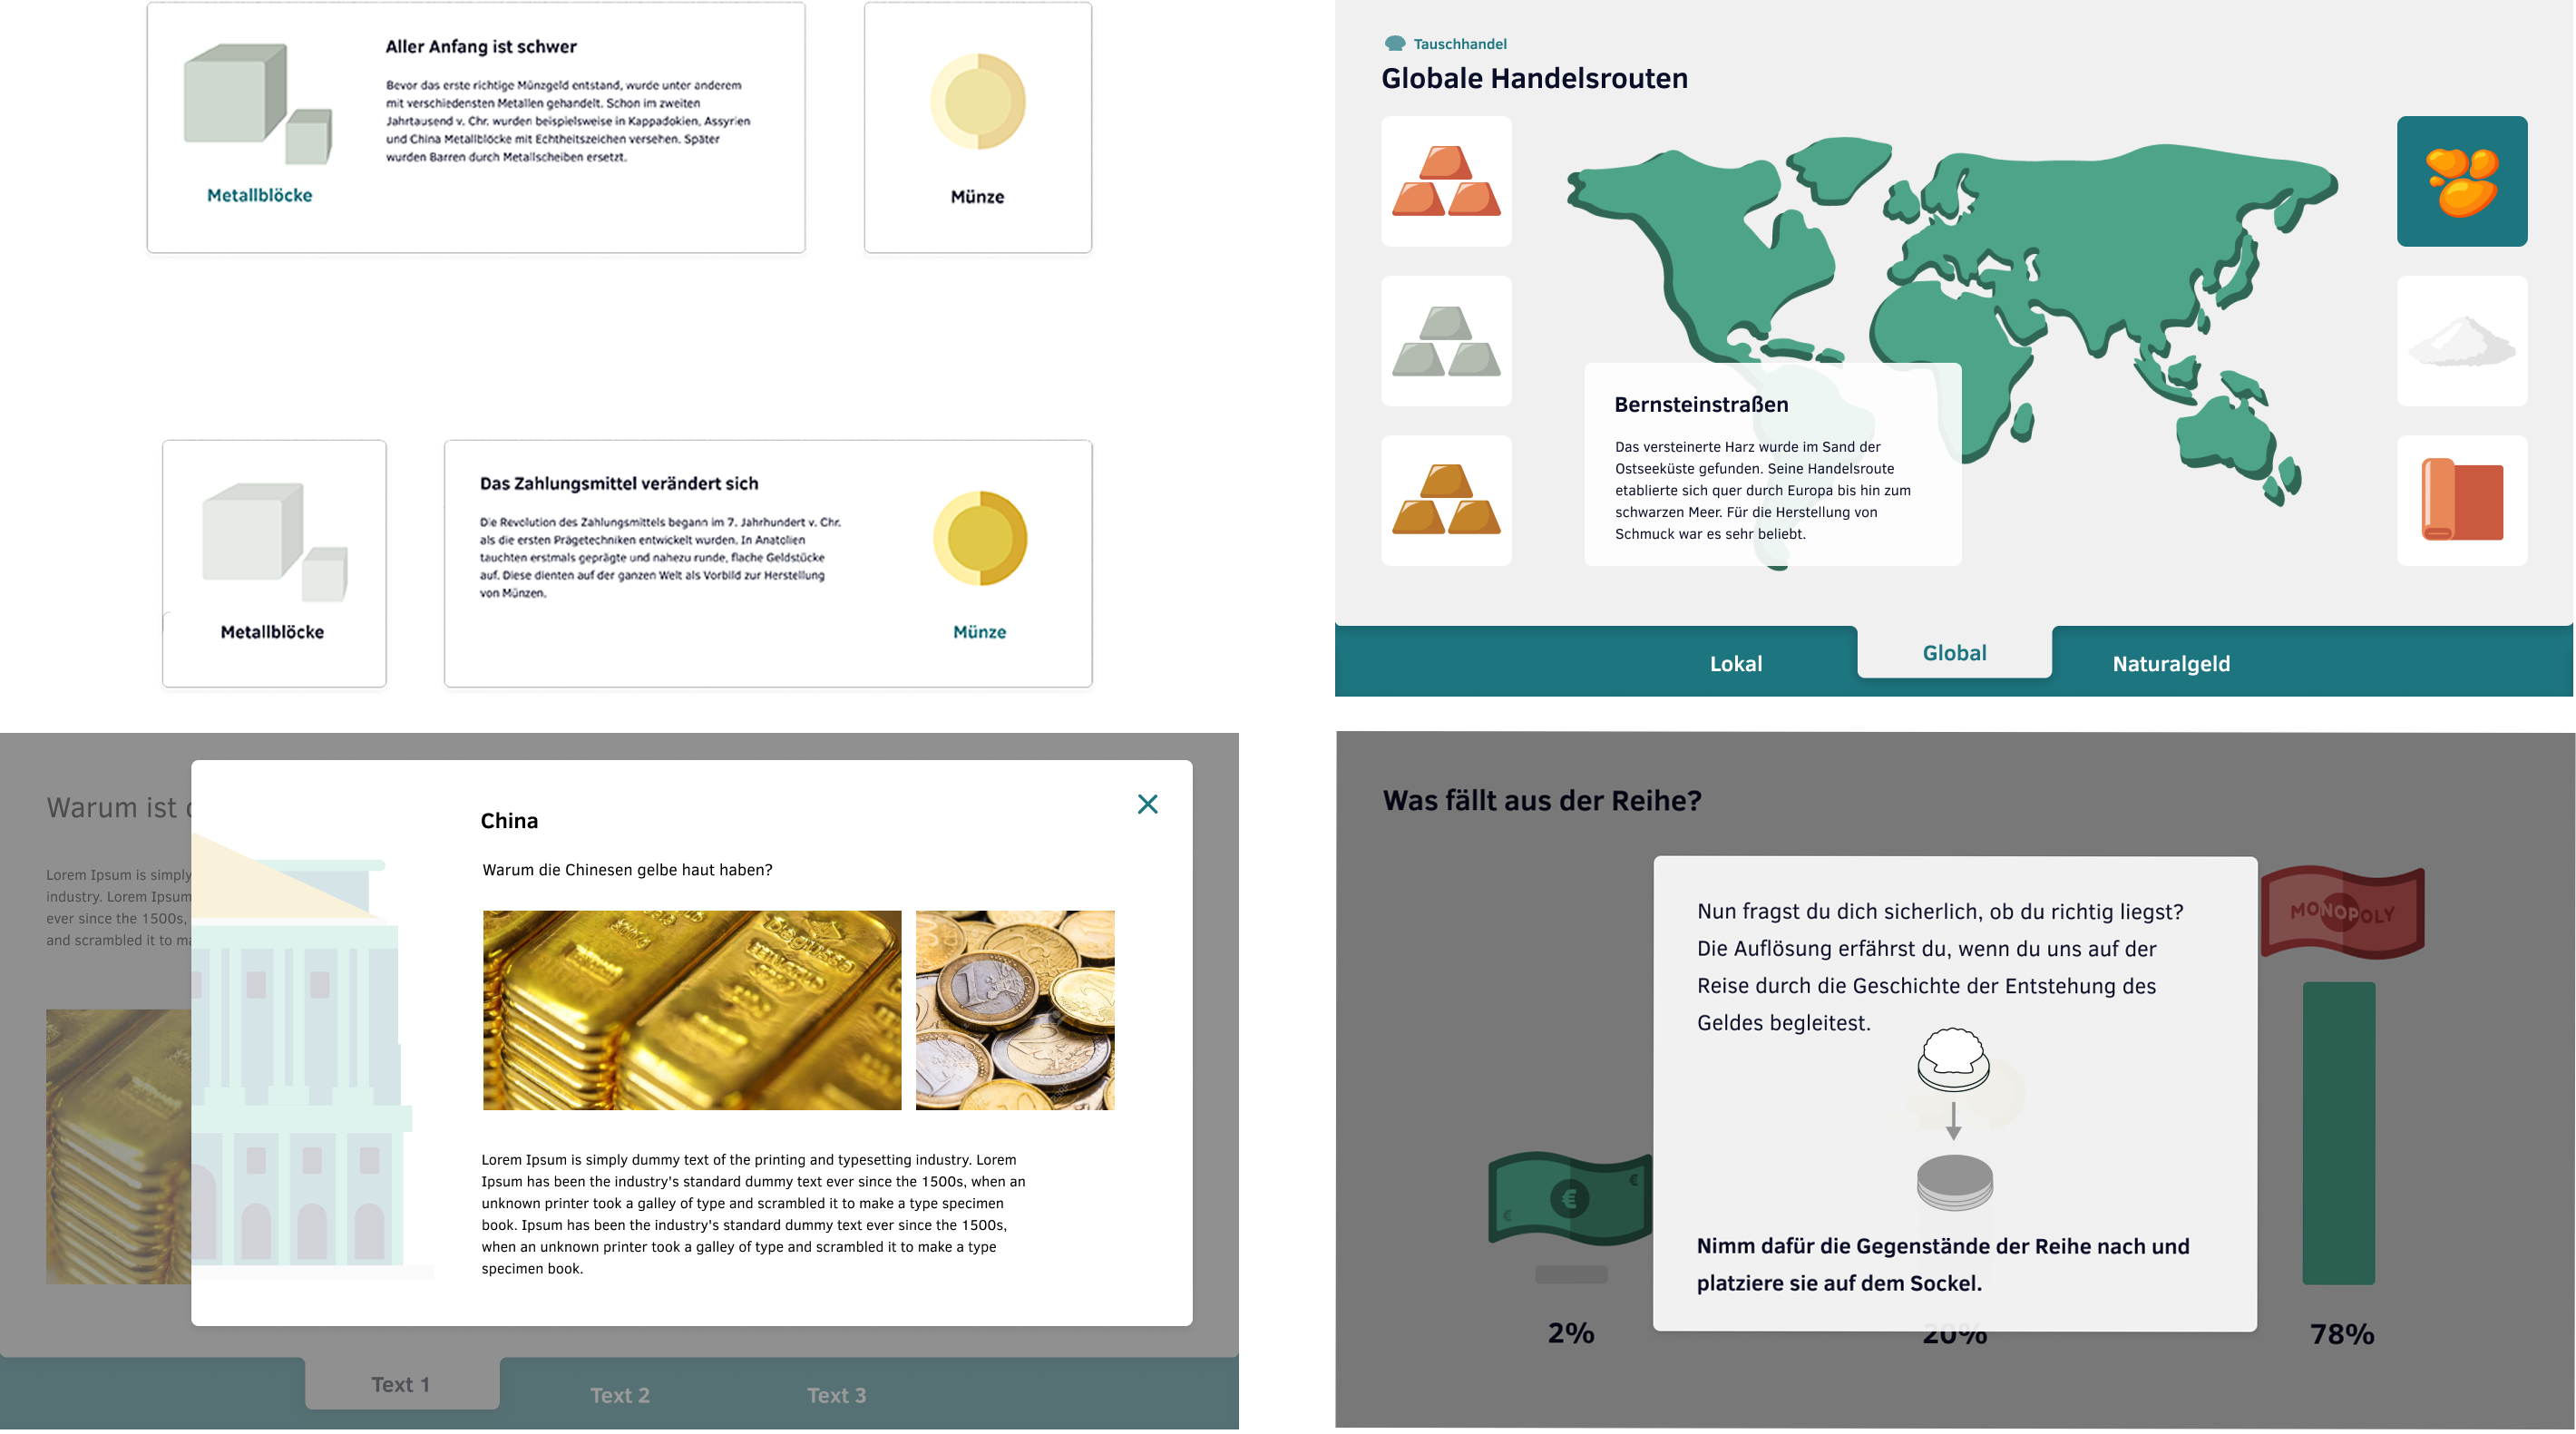 Aller Anfang ist schwer
Bevor das erste richtige Münzgeld entstand, wurde unter anderem
mit verschiedensten Metallen gehandelt. Schon im zweiten
Jahrtausend v. Chr. wurden beispielsweise in Kappadokien, Assyrien
und China Metallblöcke mit Echtheitszeichen versehen. Später
wurden Barren durch Metallscheiben ersetzt.
Metallblöcke
Münze
Das Zahlungsmittel verändert sich
Die Revolution des Zahlungsmittels begann im 7. Jahrhundert v. Chr.
als die ersten Prägetechniken entwickelt wurden. In Anatolien
tauchten erstmals geprägte und nahezu runde, flache Geldstücke
auf. Diese dienten auf der ganzen Welt als Vorbild zur Herstellung
von Münzen.
Metallblöcke
Münze
Tauschhandel
Globale Handelsrouten
Bernsteinstraßen
Das versteinerte Harz wurde im Sand der
Ostseeküste gefunden. Seine Handelsroute
etablierte sich quer durch Europa bis hin zum
schwarzen Meer. Für die Herstellung von
Schmuck war es sehr beliebt.
Lokal
Global
Naturalgeld
Warum ist
Lorem Ipsum is simply
industry. Lorem Ipsum
ever since the 1500s,
and scrambled it to ma
China
Warum die Chinesen gelbe haut haben?
Degussa
1
Lorem Ipsum is simply dummy text of the printing and typesetting industry. Lorem
Ipsum has been the industry's standard dummy text ever since the 1500s, when an
unknown printer took a galley of type and scrambled it to make a type specimen
book. Ipsum has been the industry's standard dummy text ever since the 1500s,
when an unknown printer took a galley of type and scrambled it to make a type
specimen book.
Text 1
Text 2
Text 3
Was fällt aus der Reihe?
Nun fragst du dich sicherlich, ob du richtig liegst?
Die Auflösung erfährst du, wenn du uns auf der
Reise durch die Geschichte der Entstehung des
Geldes begleitest.
Nimm dafür die Gegenstände der Reihe nach und
platziere sie auf dem Sockel.
€
€
€
MONOPOLY
2%
20%
78%